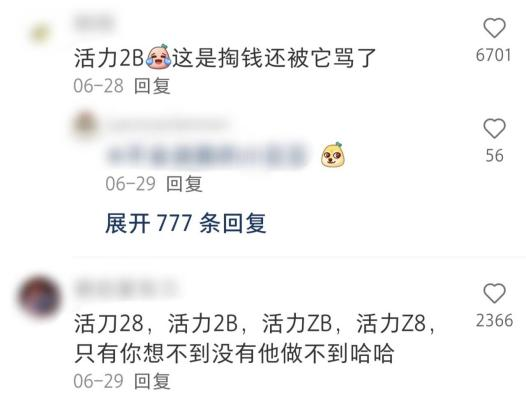 活力2B这是掏钱还被它骂了
6701
06-28 回复
56
06-29 回复
展开 777 条回复
活刀28，活力2B，活力ZB，活力Z8，
2366
只有你想不到没有他做不到哈哈
06-29 回复